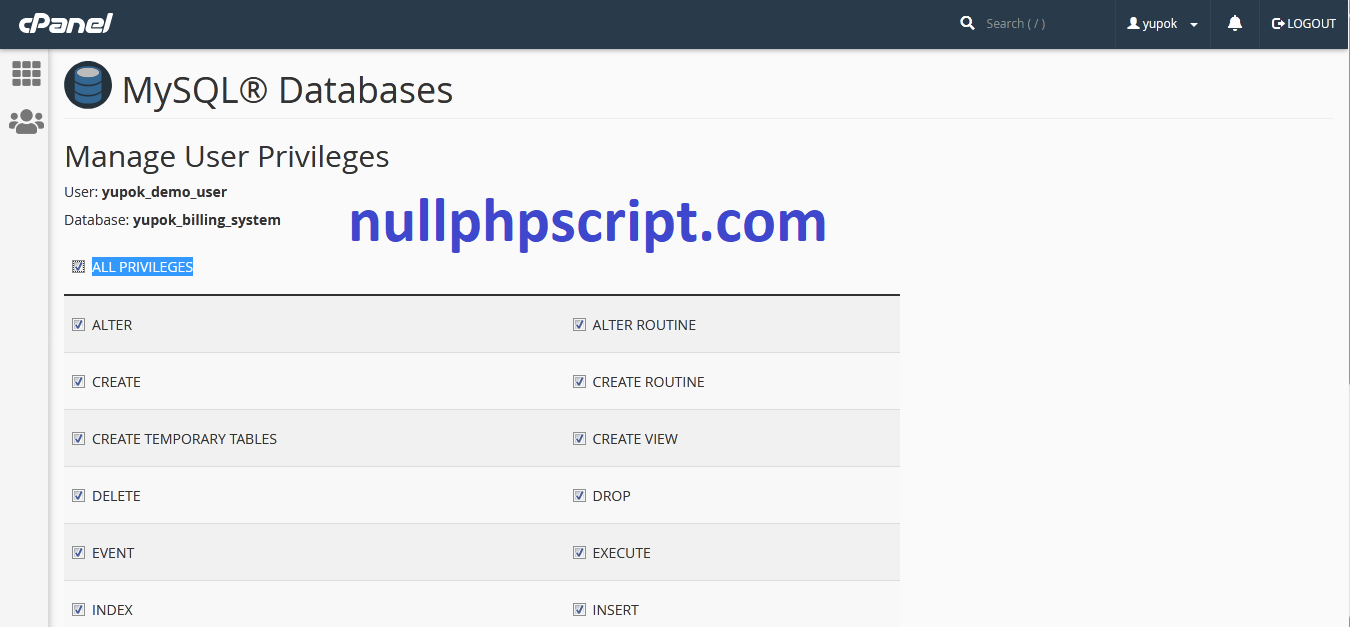 cPanel
Search ( / )
yupok
LOGOUT
MySQL® Databases
Manage User Privileges
User: yupok_demo_user
Database: yupok_billing_system
nullphpscript.com
ALL PRIVILEGES
ALTER ALTER ROUTINE
CREATE CREATE ROUTINE
CREATE TEMPORARY TABLES CREATE VIEW
DELETE DROP
EVENT EXECUTE
INDEX INSERT